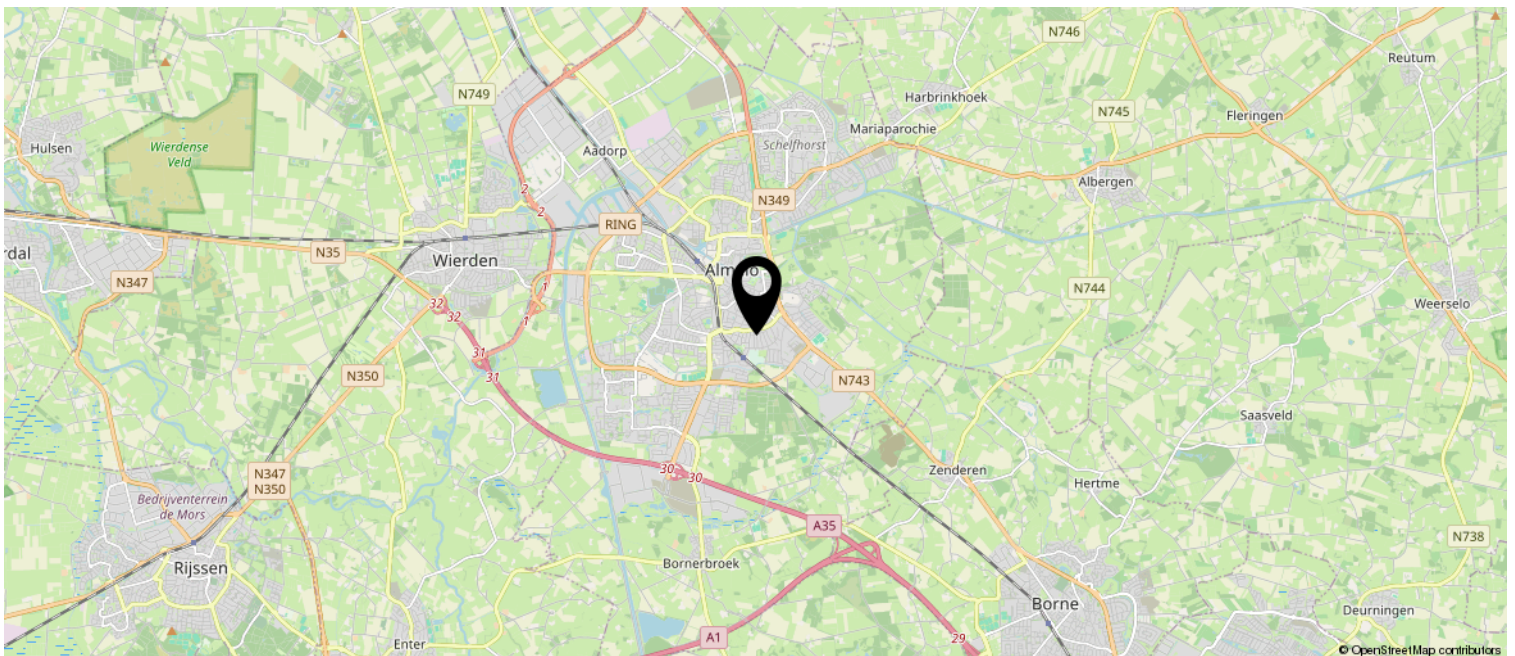 N746
Reutum
N749
Harbrinkhoek
N745
Fleringen
Mariaparochie
Hulsen
Wierdense
Veld
Aadorp
Schelfhorst
Albergen
2
2
N349
RING
rdal
N35
Wierden
N347
N744
Weerselo
32
32
1
1
31
31
N350
N743
Saasveld
30
30
Zenderen
N347
N350
Hertme
Bedrijventerrein
de Mors
A35
N738
Rijssen
Bornerbroek
Borne
Deurningen
Enter
A1
29
© OpenStreetMap contributors